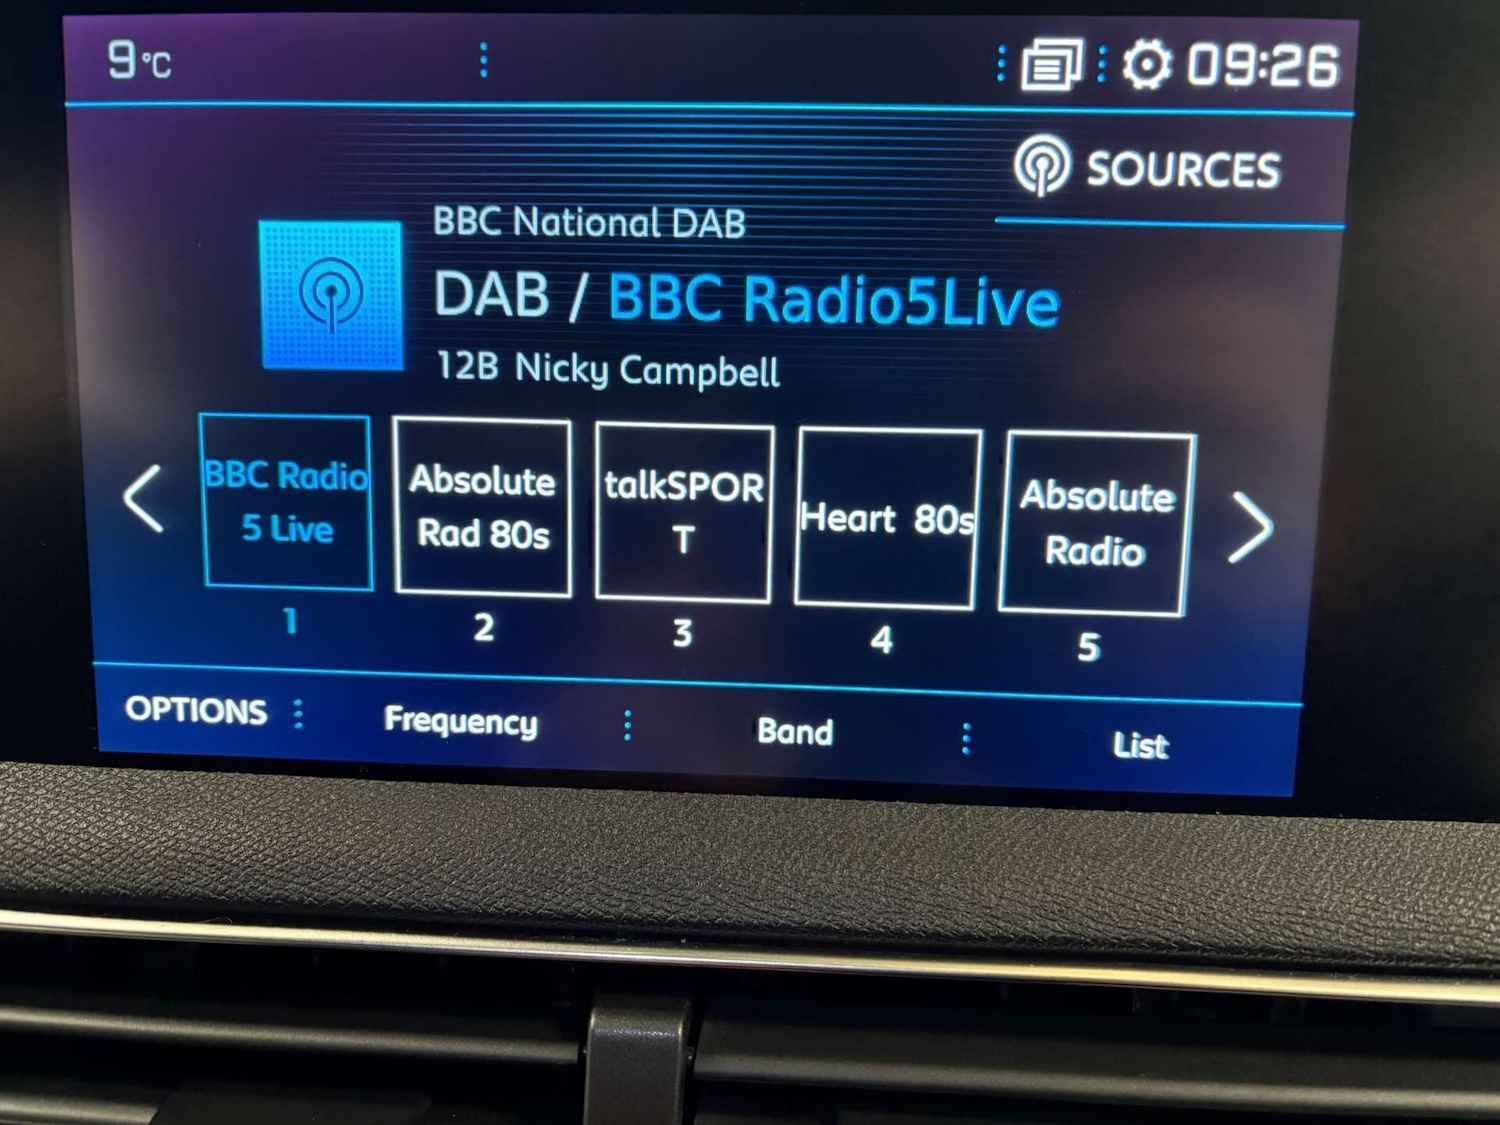 9°C
09:26
SOURCES
BBC National DAB
DAB / BBC Radio5Live
12B Nicky Campbell
BBC Radio
5 Live
1
Absolute
Rad 80s
2
talkSPOR
T
3
Heart 80s
4
Absolute
Radio
5
OPTIONS
Frequency
Band
List